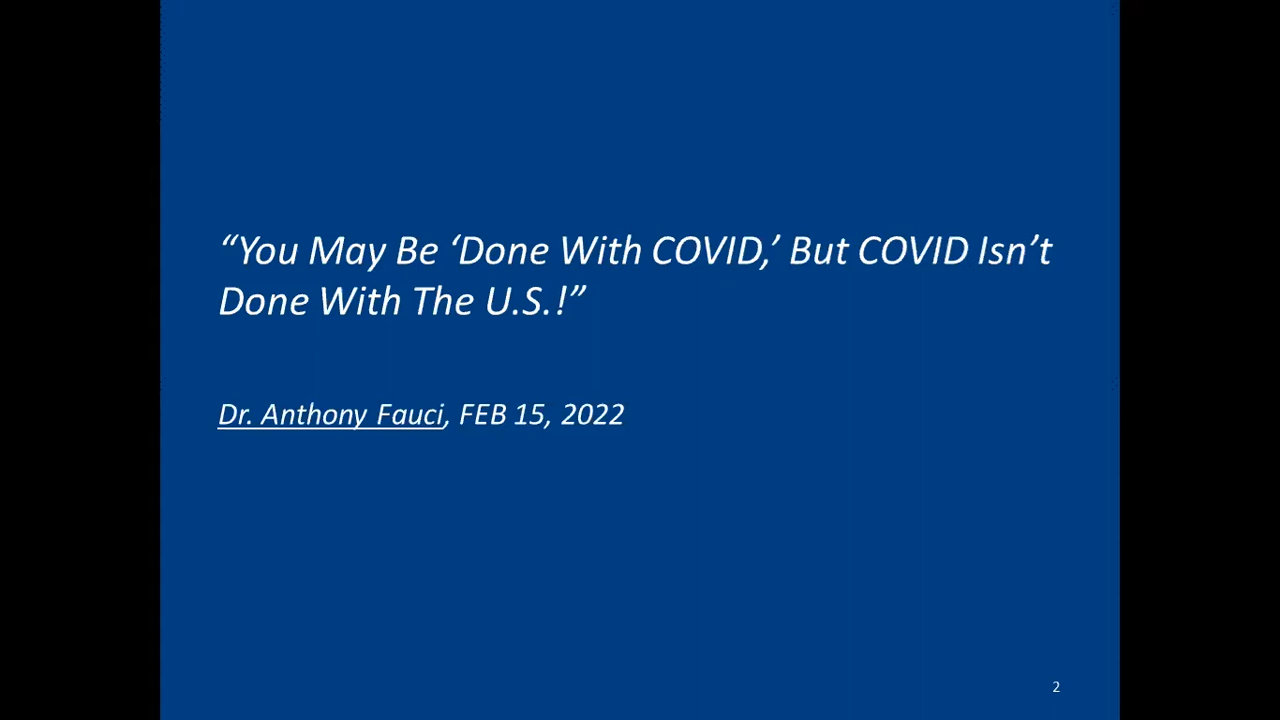 “You May Be ‘Done With COVID,’ But COVID Isn’t
Done With The U.S.!”
Dr. Anthony Fauci, FEB 15, 2022
2